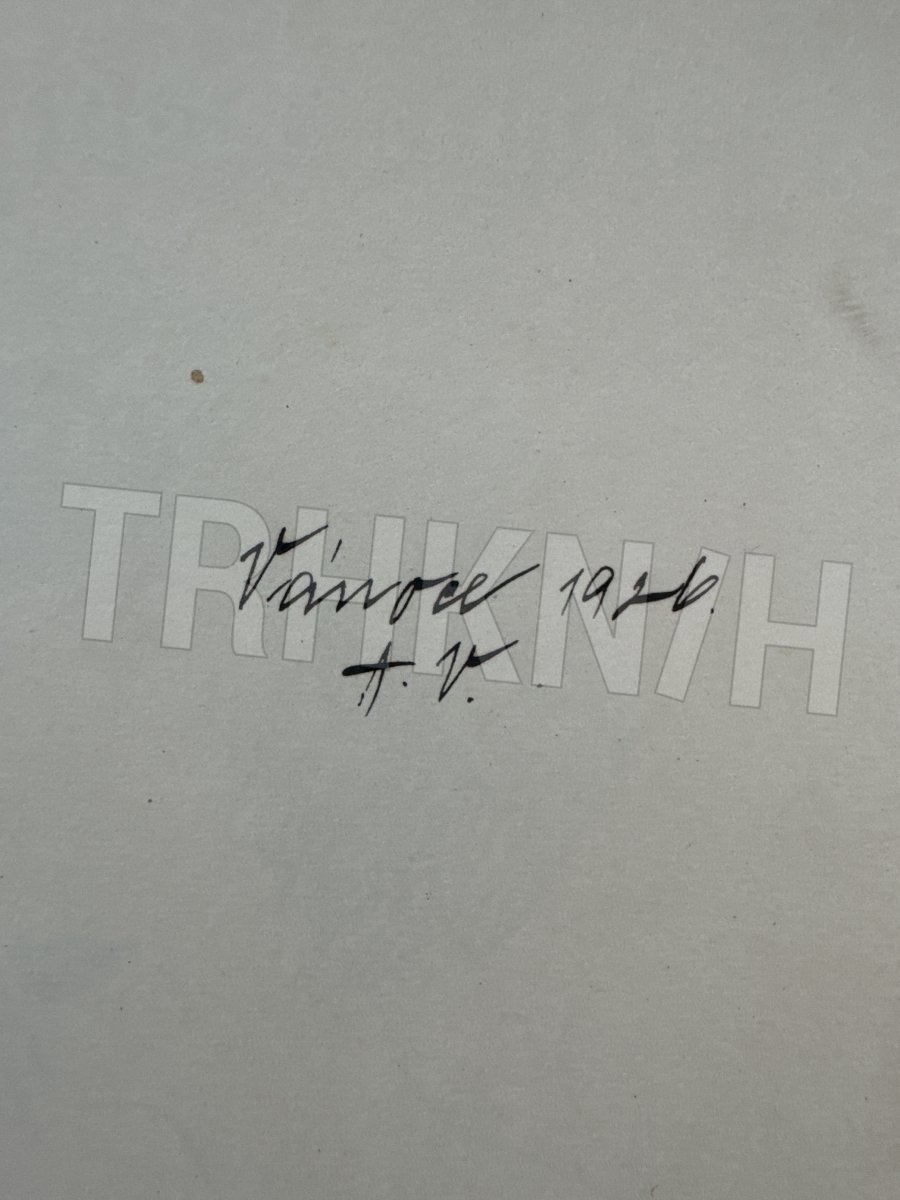 Vánoce 1926.
A. V.
TRHKNIH